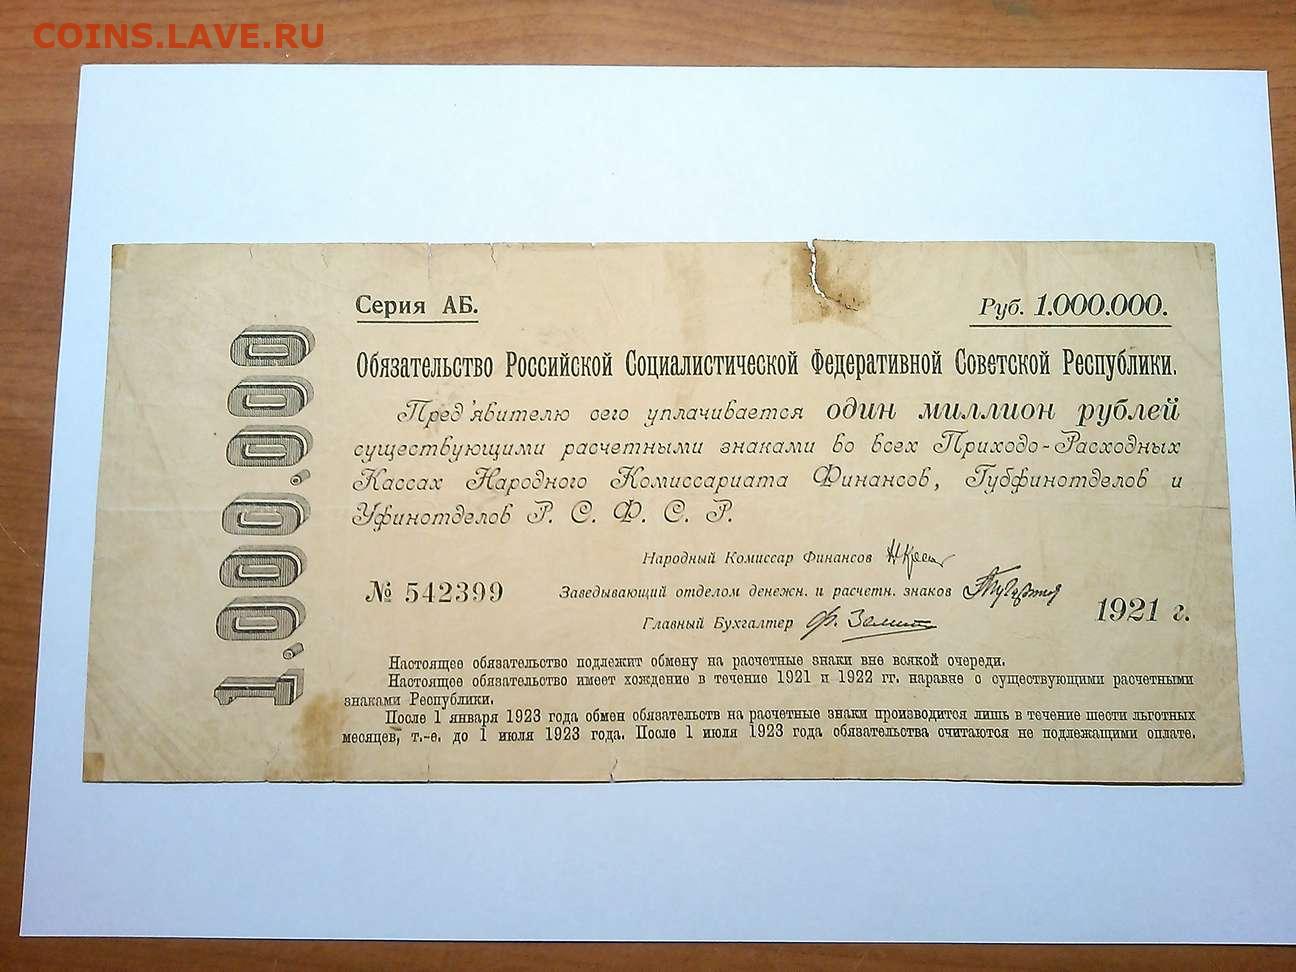 COINS.LAVE.RU
Серия АБ.
Руб. 1.000.000.
1.000.000
Обязательство Российской Социалистической Федеративной Советской Республики.
Пред'явителю сего уплачивается один миллион рублей
существующими расчетными знаками во всех Приходо-Расходных
Кассах Народного Комиссариата Финансов, Губфинотделов и
Уфинотделов Р. С. Ф. С. Р.
Народный Комиссар Финансов
№ 542399
Заведывающий отделом денежн. и расчетн. знаков
Главный Бухгалтер
1921 г.
Настоящее обязательство подлежит обмену на расчетные знаки вне всякой очереди.
Настоящее обязательство имеет хождение в течение 1921 и 1922 гг. наравне с существующими расчетными
знаками Республики.
После 1 января 1923 года обмен обязательств на расчетные знаки производится лишь в течение шести льготных
месяцев, т.-е. до 1 июля 1923 года. После 1 июля 1923 года обязательства считаются не подлежащими оплате.